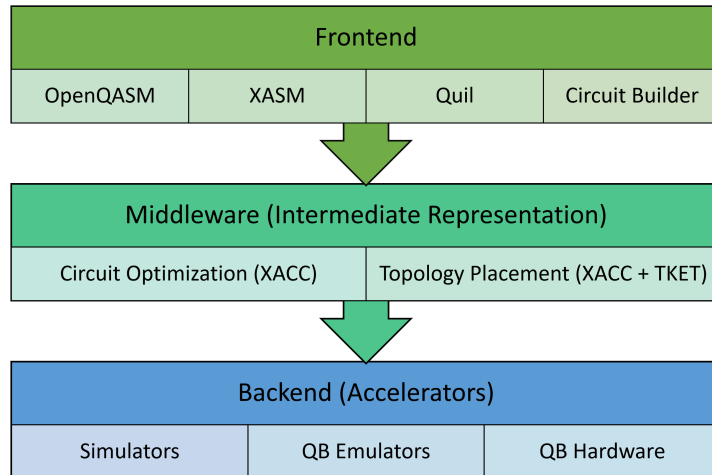 Frontend
OpenQASM XASM Quil Circuit Builder
Middleware (Intermediate Representation)
Circuit Optimization (XACC) Topology Placement (XACC + TKET)
Backend (Accelerators)
Simulators QB Emulators QB Hardware